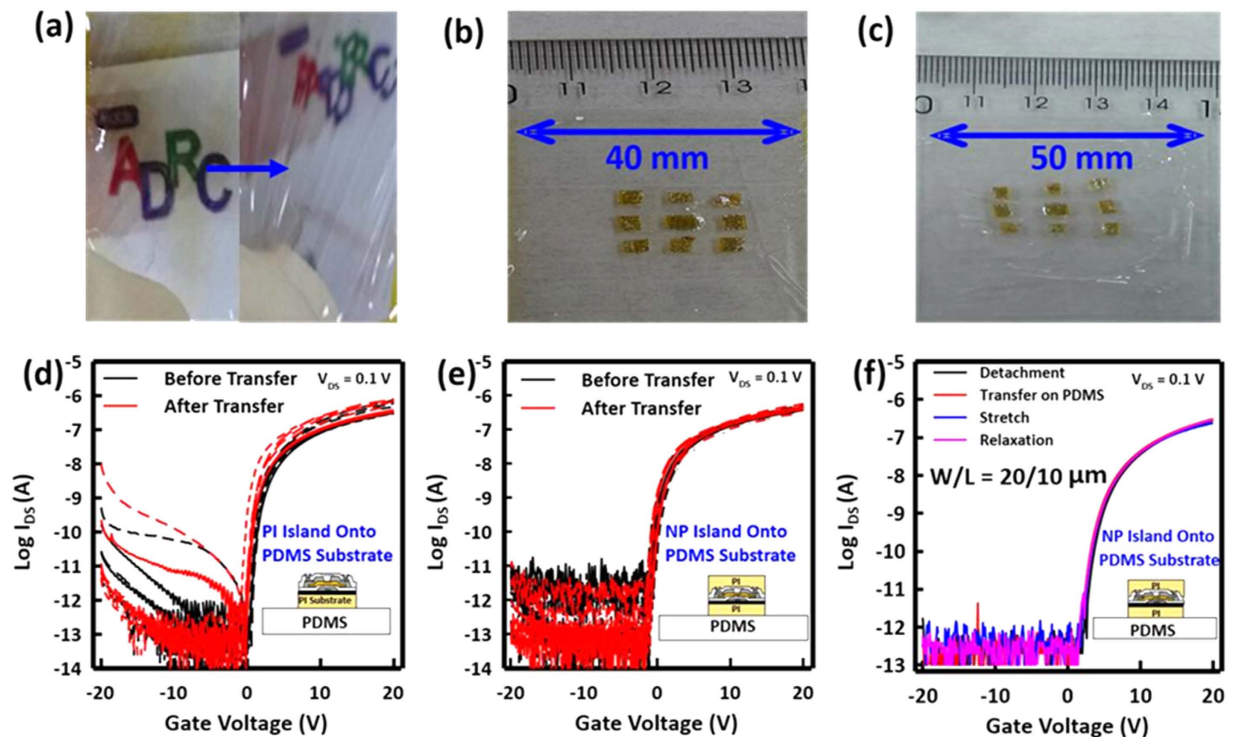 (a)
A
D
R
C
(b)
11 12 13
40 mm
(c)
0 11 12 13 14
50 mm
(d)
Before Transfer
After Transfer
V_DS = 0.1 V
Log I_DS (A)
-5
-6
-7
-8
-9
-10
-11
-12
-13
-14
PI Island Onto
PDMS Substrate
PI Substrate
PDMS
-20 -10 0 10 20
Gate Voltage (V)
(e)
Before Transfer
After Transfer
V_DS = 0.1 V
Log I_DS (A)
-5
-6
-7
-8
-9
-10
-11
-12
-13
-14
NP Island Onto
PDMS Substrate
PI
PI
PDMS
-20 -10 0 10 20
Gate Voltage (V)
(f)
Detachment
Transfer on PDMS
Stretch
Relaxation
V_DS = 0.1 V
W/L = 20/10 μm
Log I_DS (A)
-5
-6
-7
-8
-9
-10
-11
-12
-13
NP Island Onto
PDMS Substrate
PI
PI
PDMS
-20 -10 0 10 20
Gate Voltage (V)